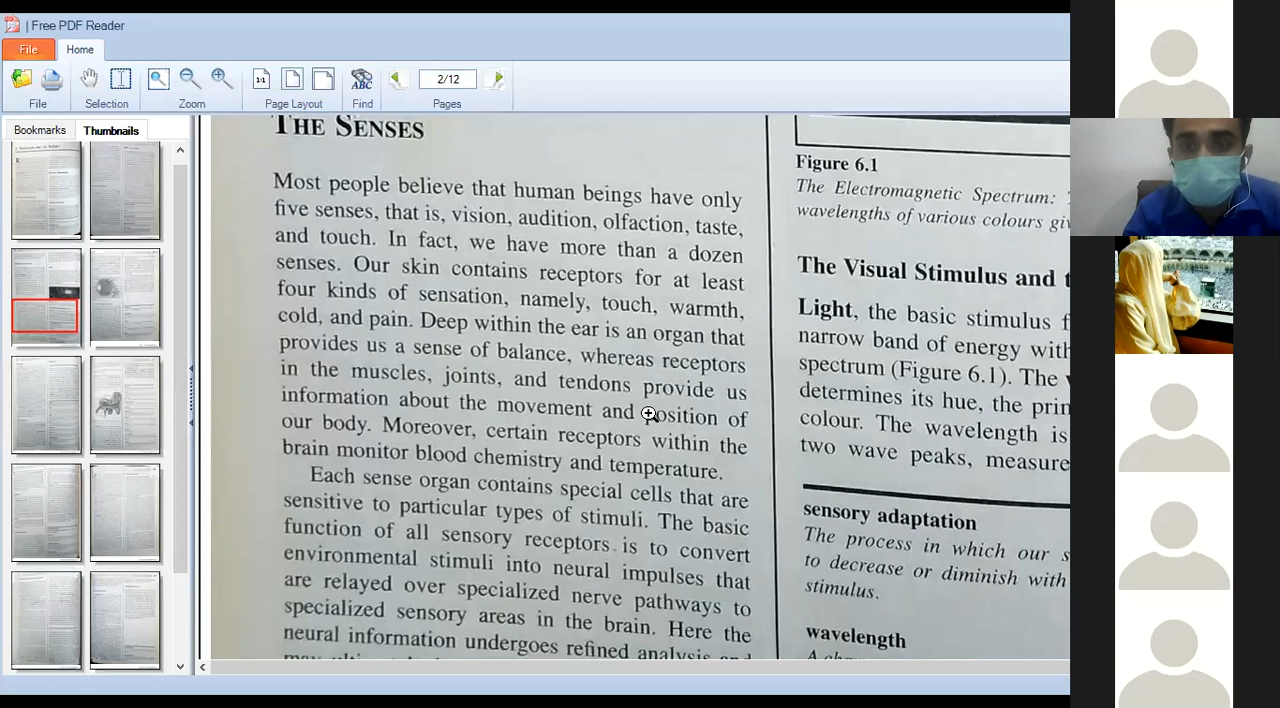 | Free PDF Reader
File
Home
1:1
ABC
2/12
File
Selection
Zoom
Page Layout
Find
Pages
Bookmarks
Thumbnails
THE SENSES
Most people believe that human beings have only
five senses, that is, vision, audition, olfaction, taste,
and touch. In fact, we have more than a dozen
senses. Our skin contains receptors for at least
four kinds of sensation, namely, touch, warmth,
cold, and pain. Deep within the ear is an organ that
provides us a sense of balance, whereas receptors
in the muscles, joints, and tendons provide us
information about the movement and position of
our body. Moreover, certain receptors within the
brain monitor blood chemistry and temperature.
Each sense organ contains special cells that are
sensitive to particular types of stimuli. The basic
function of all sensory receptors is to convert
environmental stimuli into neural impulses that
are relayed over specialized nerve pathways to
specialized sensory areas in the brain. Here the
neural information undergoes refined analysis and
Figure 6.1
The Electromagnetic Spectrum:
wavelengths of various colours
The Visual Stimulus and
Light, the basic stimulus
narrow band of energy
spectrum (Figure 6.1). The
determines its hue, the
colour. The wavelength is
two wave peaks,
sensory adaptation
The process in which our
to decrease or diminish with
stimulus.
wavelength
A